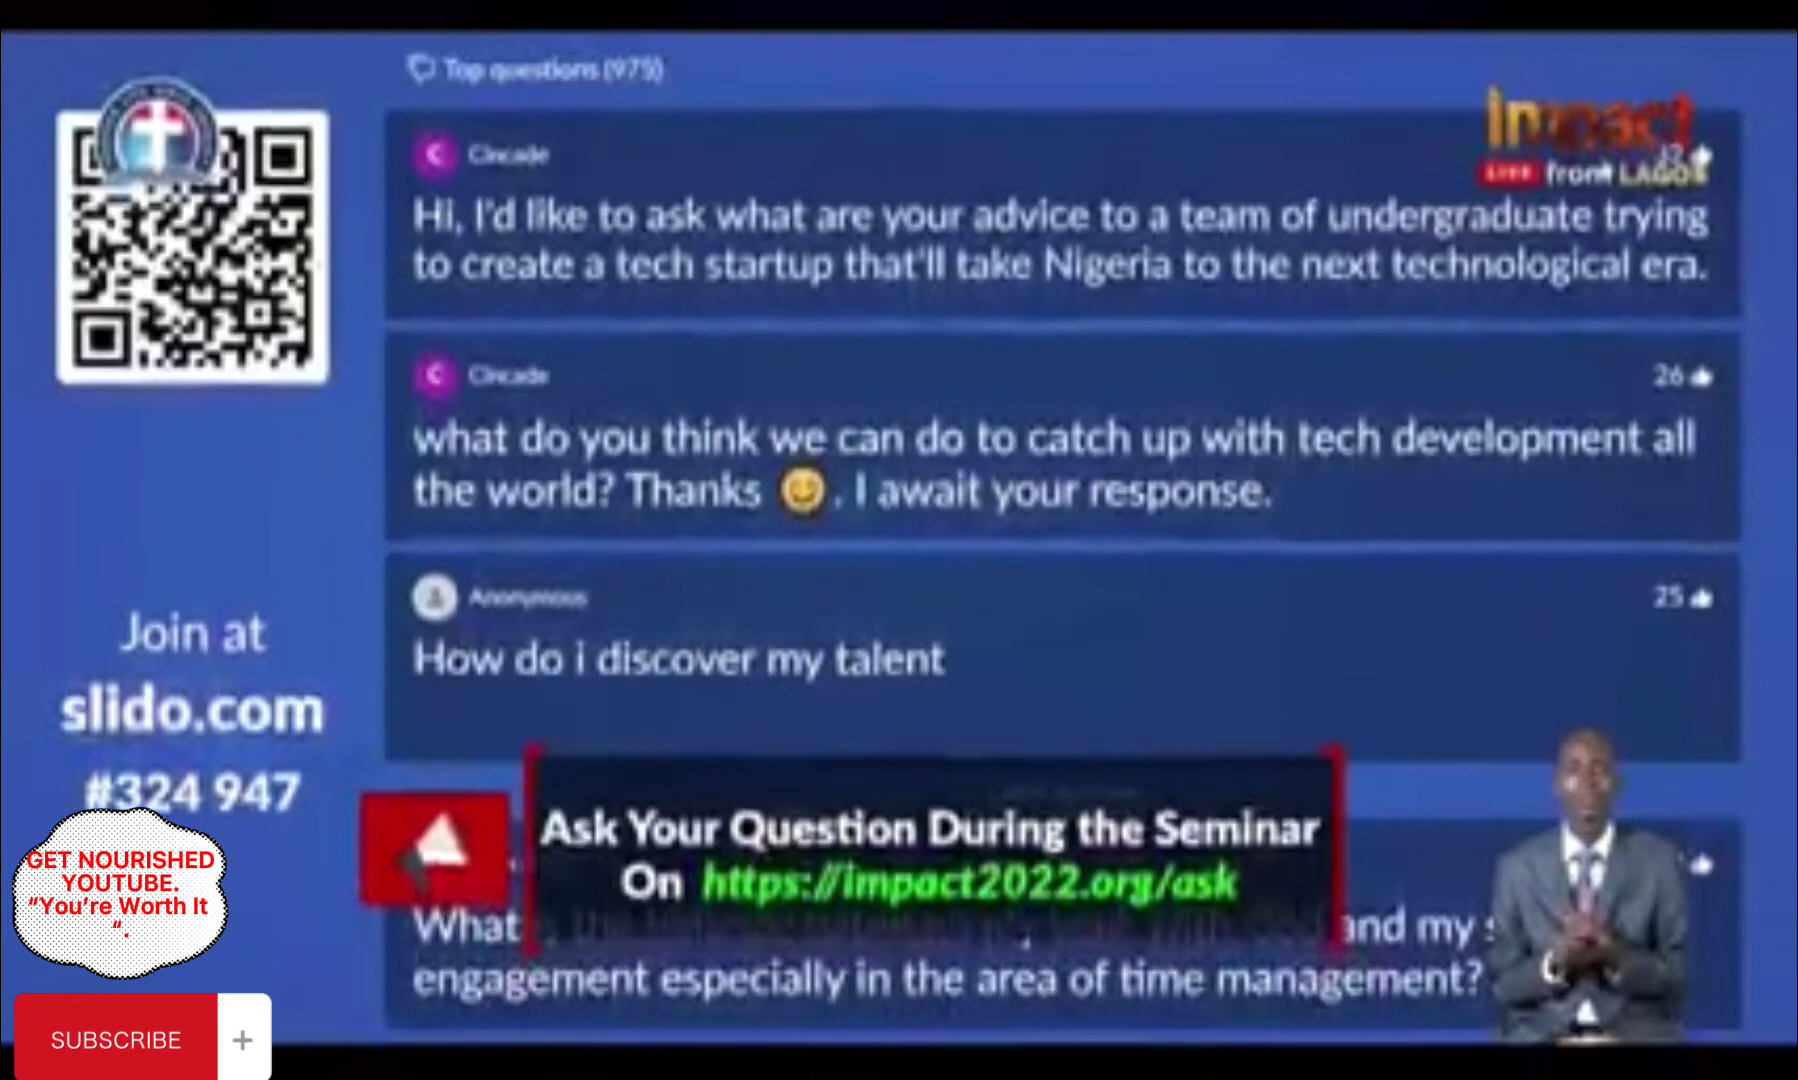 Top questions (975)
Impact
LIVE from LAGOS
Cincade
Hi, I'd like to ask what are your advice to a team of undergraduate trying
to create a tech startup that'll take Nigeria to the next technological era.
Cincade
26
what do you think we can do to catch up with tech development all
the world? Thanks 😊. I await your response.
Anonymous
25
How do i discover my talent
Join at
slido.com
#324 947
Ask Your Question During the Seminar
On https://impact2022.org/ask
What and my
engagement especially in the area of time management?
GET NOURISHED
YOUTUBE.
“You’re Worth It
“.
SUBSCRIBE +